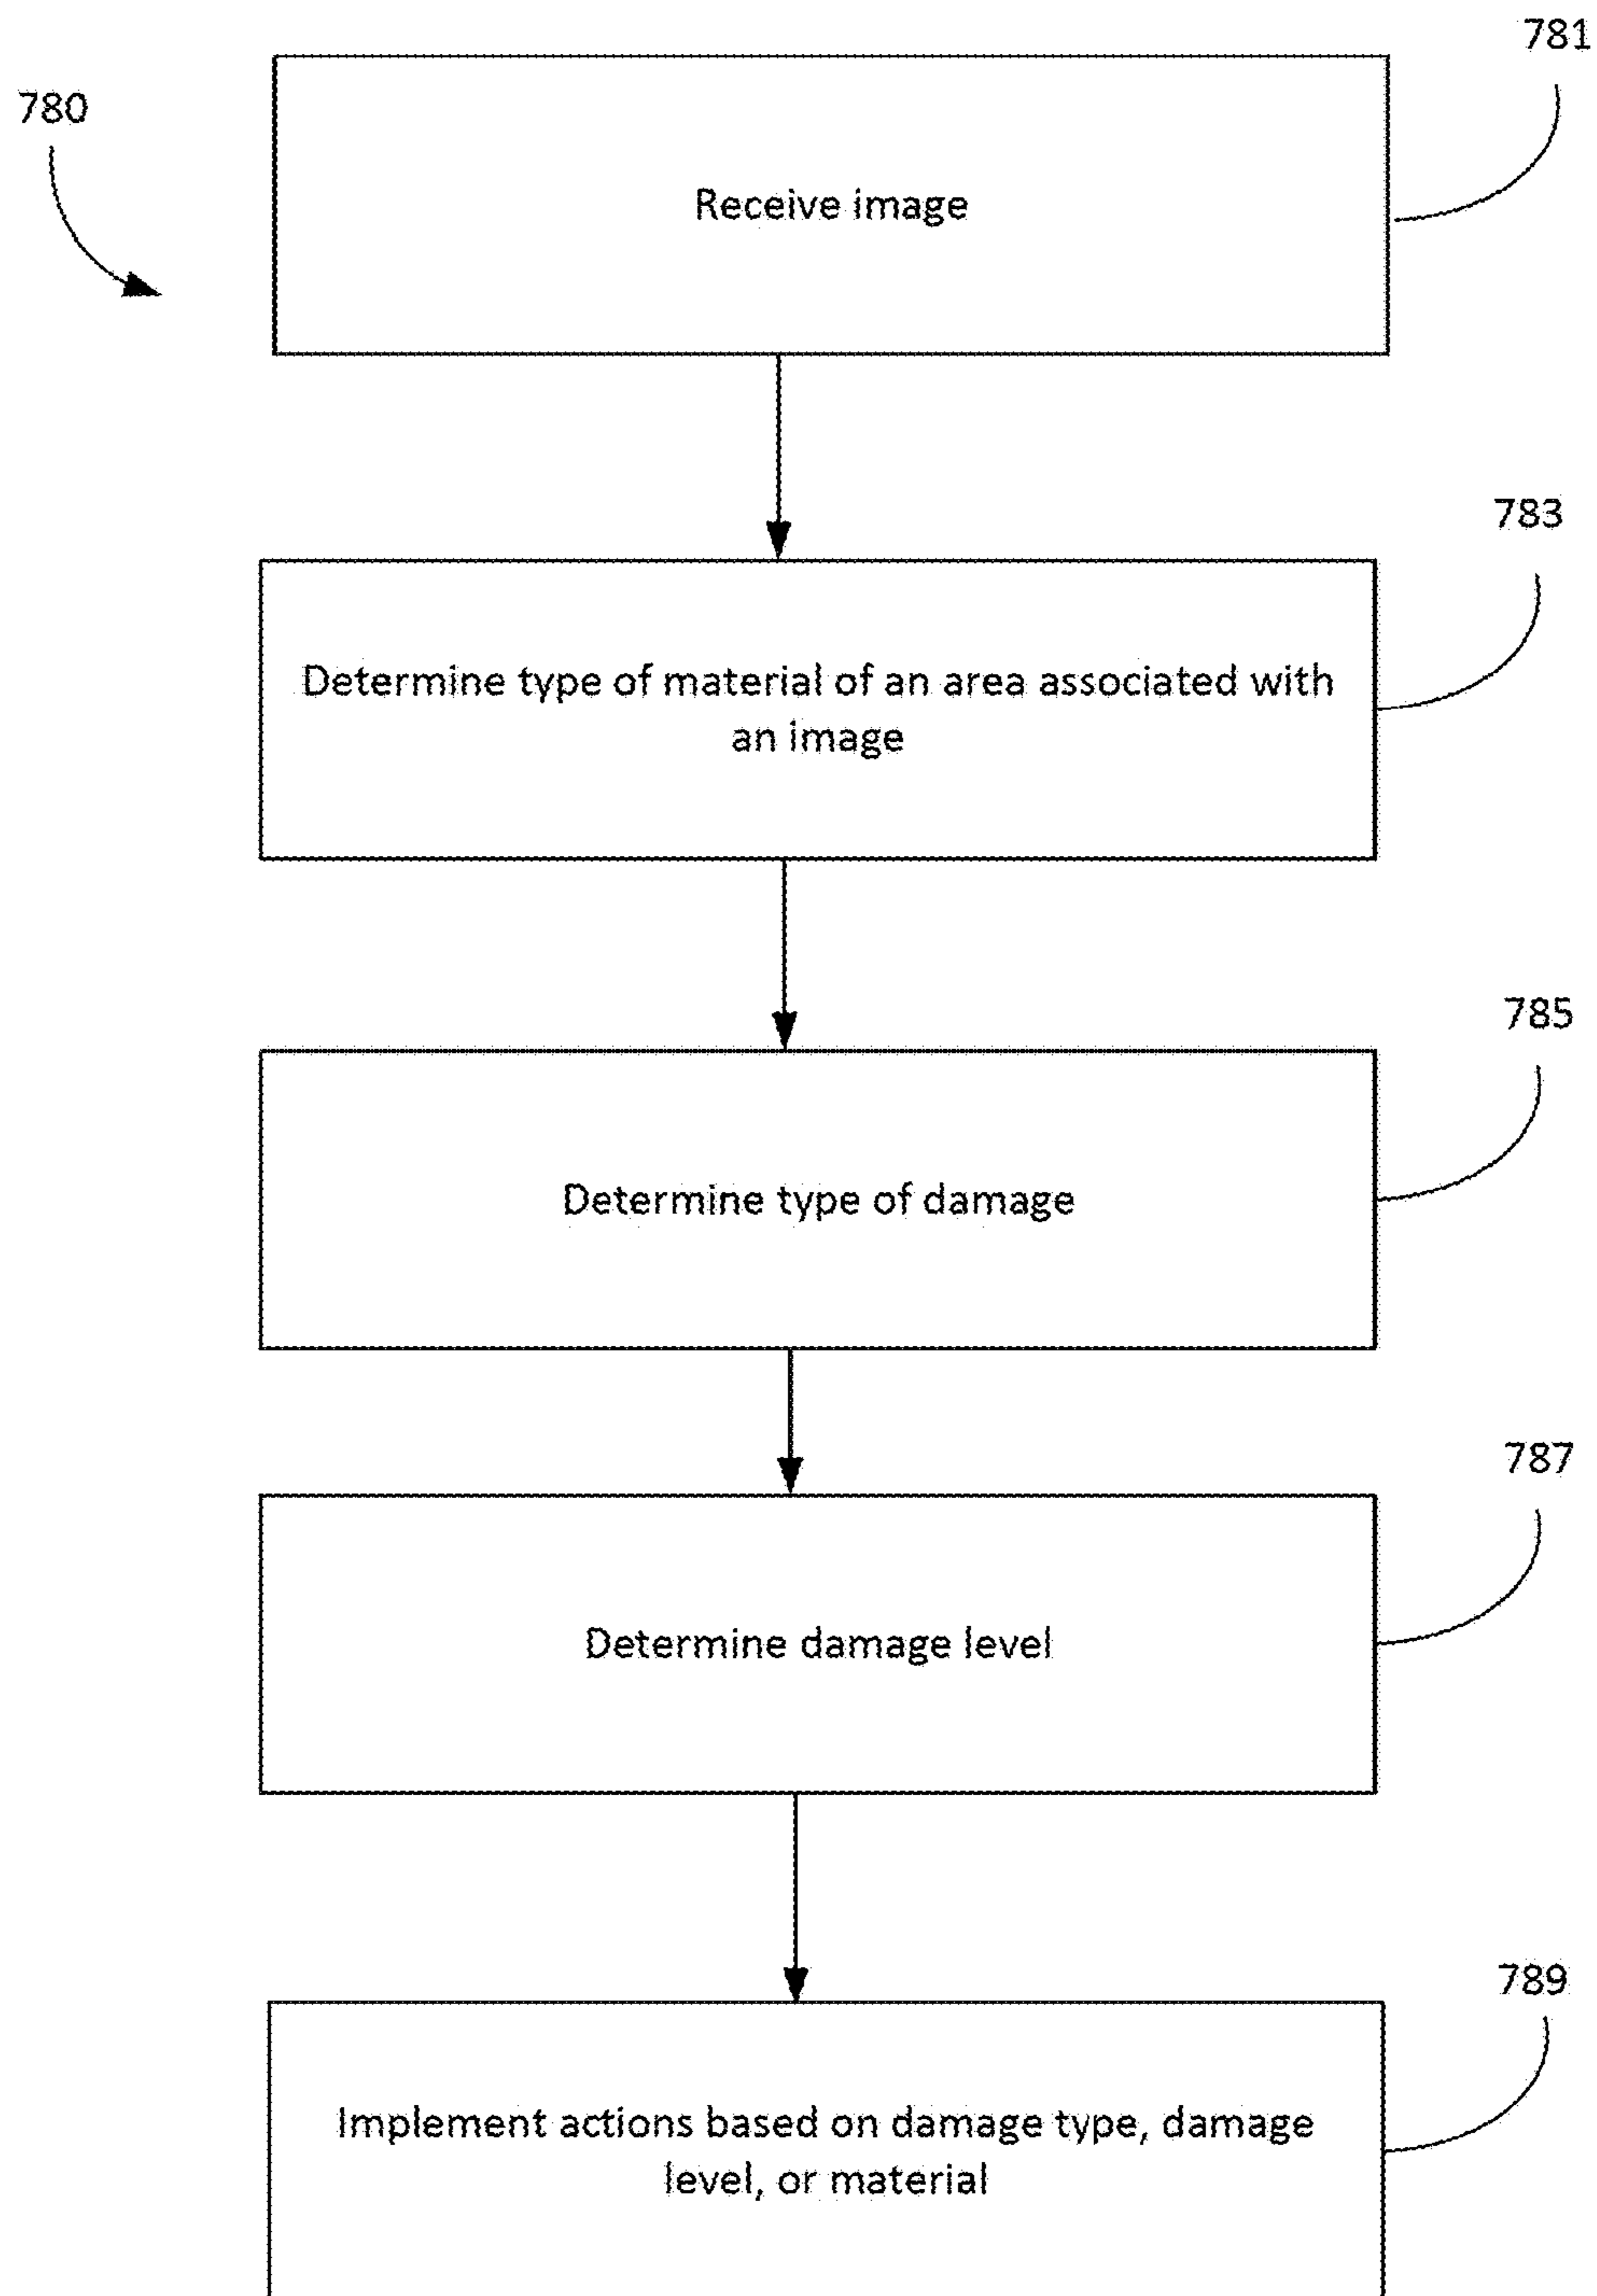 781
780
Receive image
783
Determine type of material of an area associated with
an image
785
Determine type of damage
787
Determine damage level
789
Implement actions based on damage type, damage
level, or material